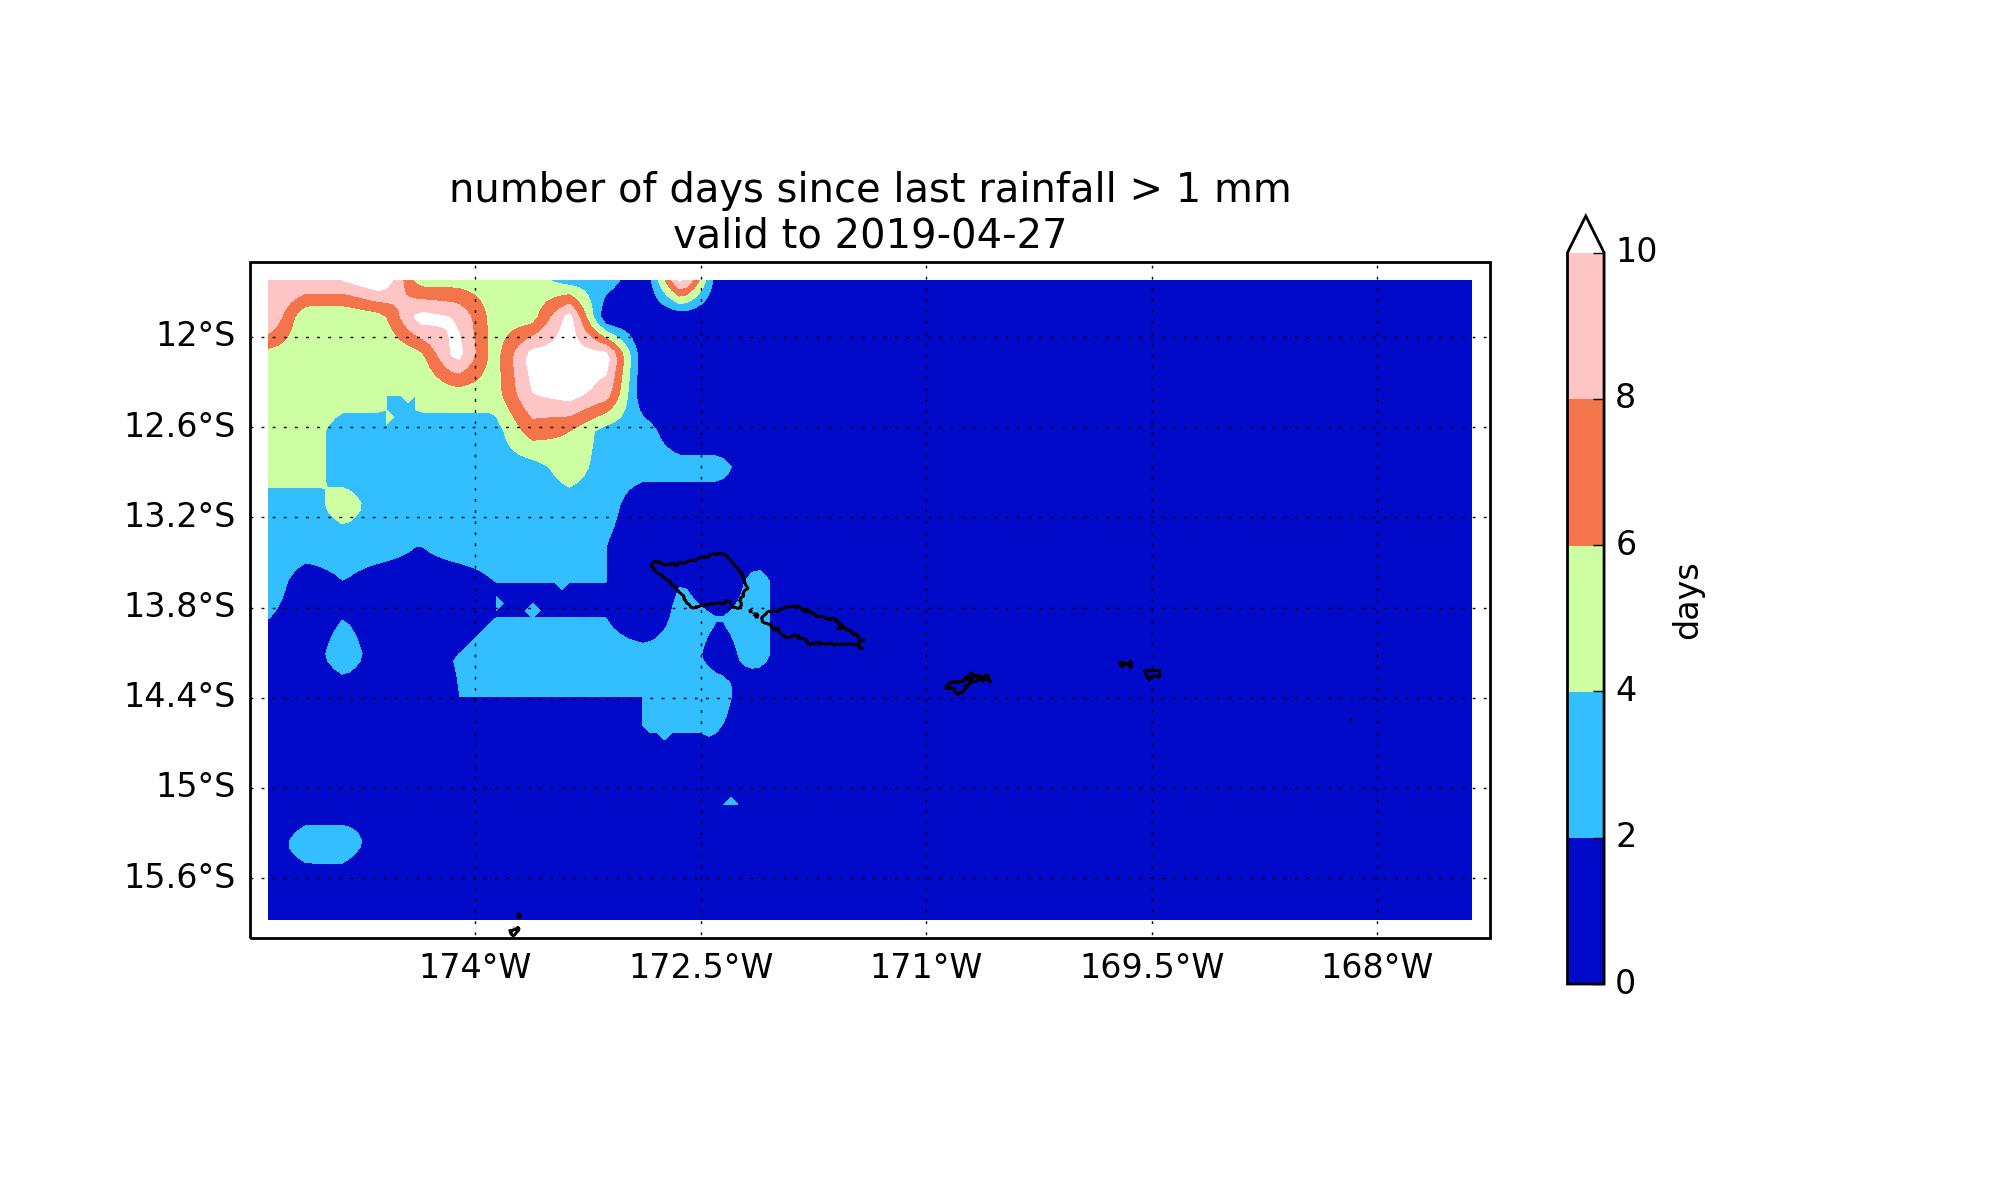 number of days since last rainfall > 1 mm
valid to 2019-04-27
12°S
12.6°S
13.2°S
13.8°S
14.4°S
15°S
15.6°S
174°W
172.5°W
171°W
169.5°W
168°W
10
8
6
4
2
0
days